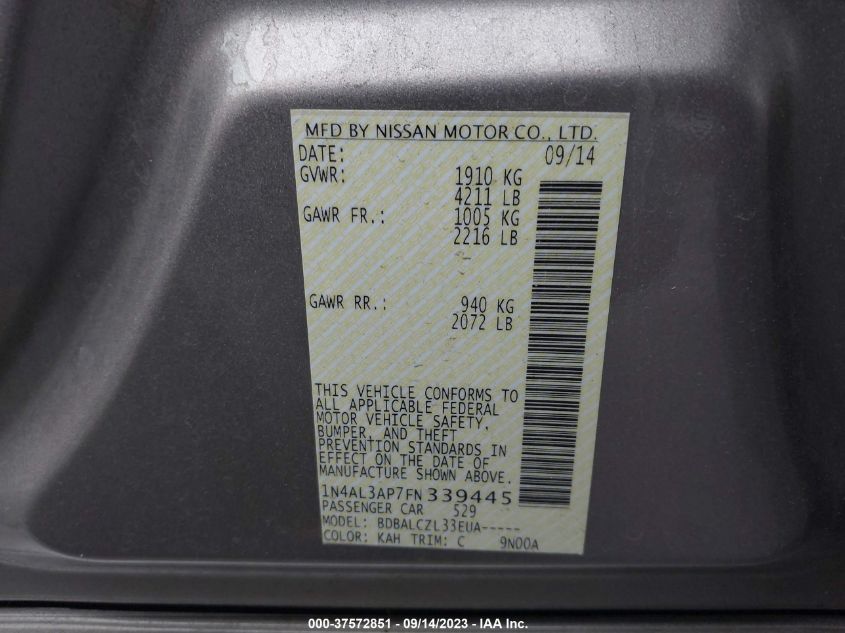 MFD BY NISSAN MOTOR CO., LTD.
DATE: 09/14
GVWR: 1910 KG
4211 LB
GAWR FR.: 1005 KG
2216 LB
GAWR RR.: 940 KG
2072 LB
THIS VEHICLE CONFORMS TO
ALL APPLICABLE FEDERAL
MOTOR VEHICLE SAFETY,
BUMPER, AND THEFT
PREVENTION STANDARDS IN
EFFECT ON THE DATE OF
MANUFACTURE SHOWN ABOVE.
1N4AL3AP7FN339445
PASSENGER CAR 529
MODEL: BDBALCZL33EUA-----
COLOR: KAH TRIM: C 9N00A
000-37572851 - 09/14/2023 - IAA Inc.